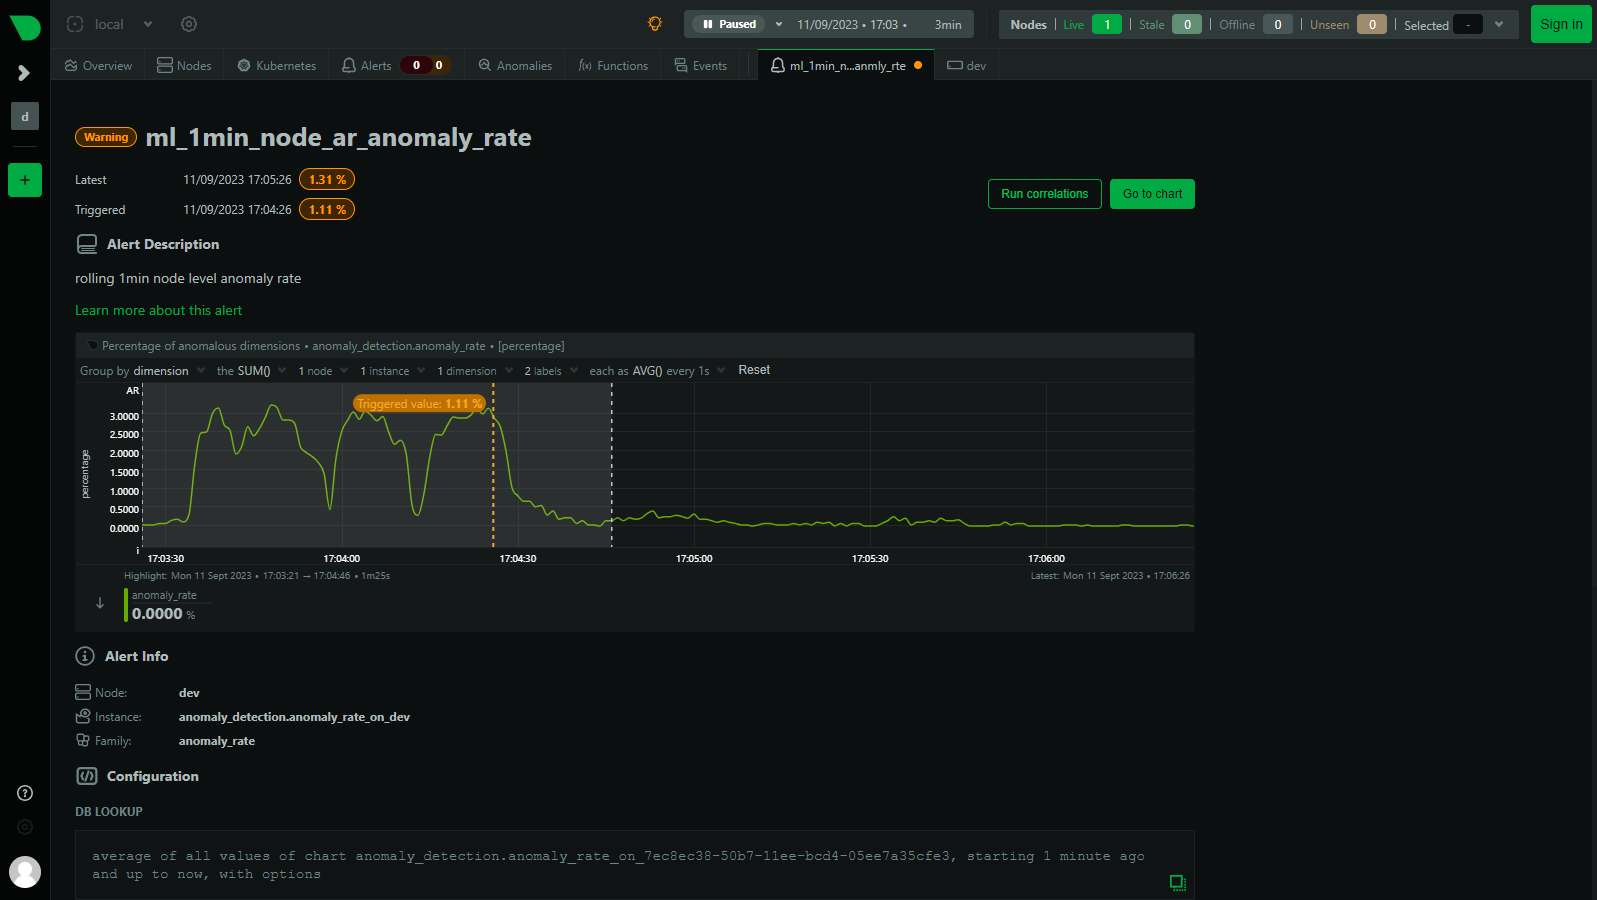 local
Paused 11/09/2023 • 17:03 • 3min
Nodes Live 1 Stale 0 Offline 0 Unseen 0 Selected -
Sign in
Overview Nodes Kubernetes Alerts 0 0 Anomalies f(x) Functions Events ml_1min_n...anmly_rte dev
d
+
Warning ml_1min_node_ar_anomaly_rate
Latest 11/09/2023 17:05:26 1.31 %
Triggered 11/09/2023 17:04:26 1.11 %
Run correlations Go to chart
Alert Description
rolling 1min node level anomaly rate
Learn more about this alert
Percentage of anomalous dimensions • anomaly_detection.anomaly_rate • [percentage]
Group by dimension the SUM() 1 node 1 instance 1 dimension 2 labels each as AVG() every 1s Reset
AR
Triggered value: 1.11 %
3.0000
2.5000
2.0000
1.5000
1.0000
0.5000
0.0000
percentage
i
17:03:30 17:04:00 17:04:30 17:05:00 17:05:30 17:06:00
Highlight: Mon 11 Sept 2023 • 17:03:21 → 17:04:46 • 1m25s
Latest: Mon 11 Sept 2023 • 17:06:26
anomaly_rate
0.0000 %
Alert Info
Node: dev
Instance: anomaly_detection.anomaly_rate_on_dev
Family: anomaly_rate
Configuration
DB LOOKUP
average of all values of chart anomaly_detection.anomaly_rate_on_7ec8ec38-50b7-11ee-bcd4-05ee7a35cfe3, starting 1 minute ago
and up to now, with options